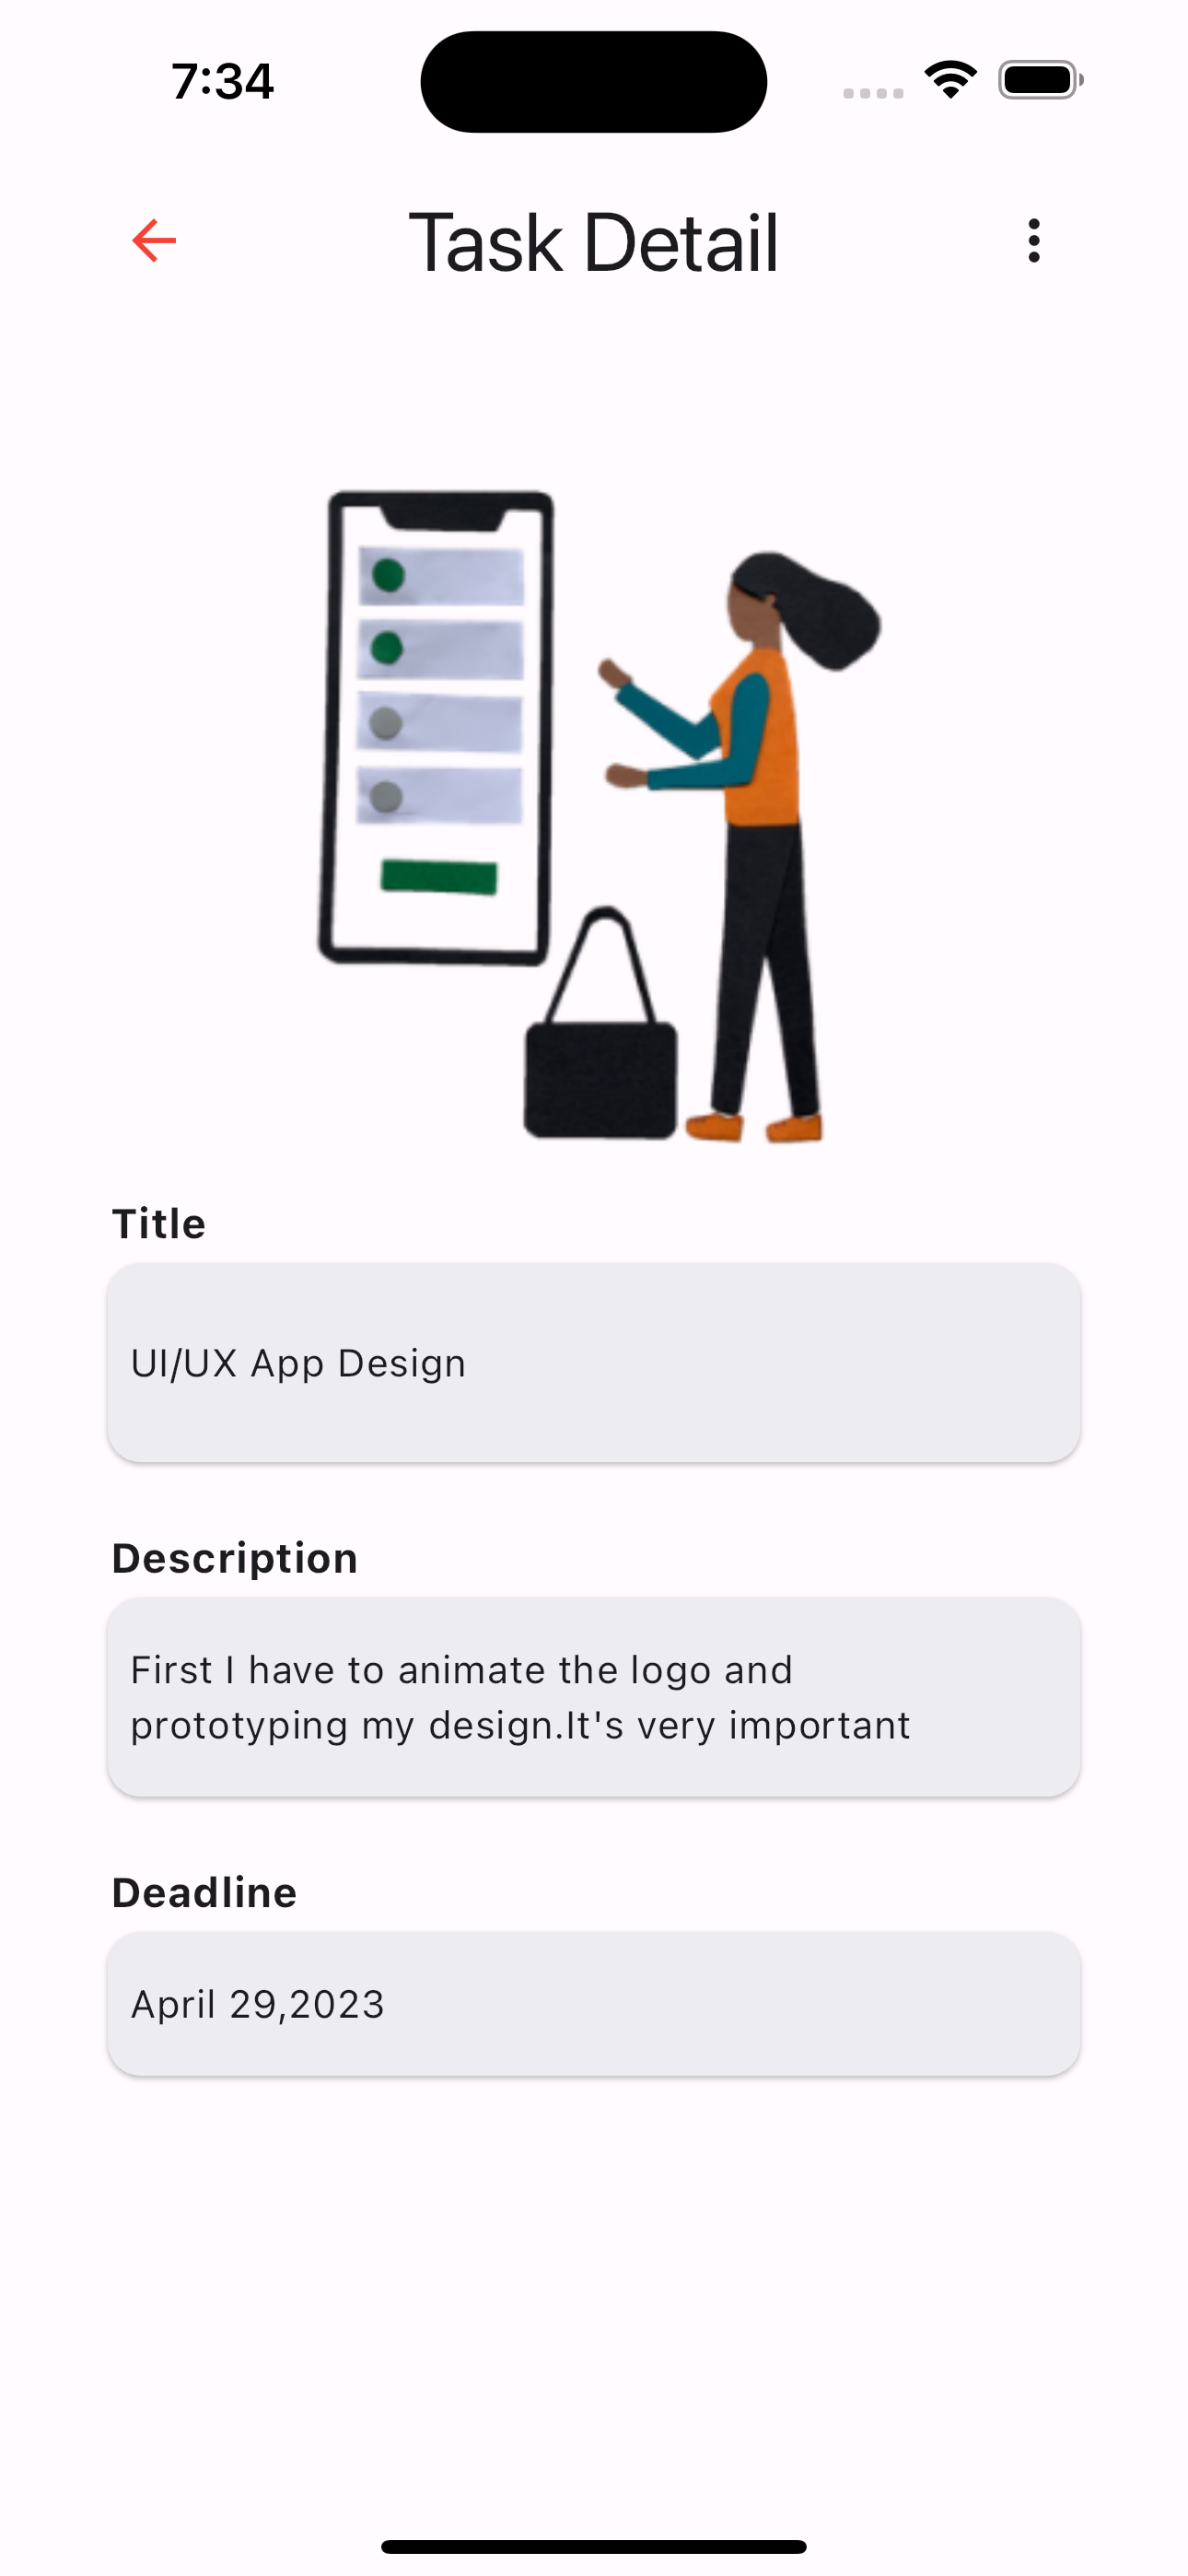 7:34
Task Detail
Title
UI/UX App Design
Description
First I have to animate the logo and
prototyping my design.It's very important
Deadline
April 29,2023